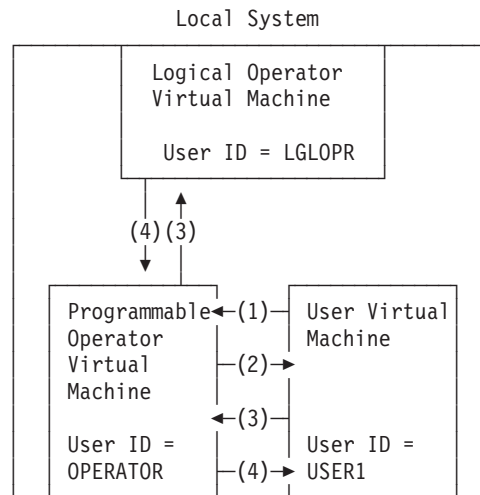 Local System
Logical Operator
Virtual Machine
User ID = LGLOPR
(4)(3)
Programmable
Operator
Virtual
Machine
User ID =
OPERATOR
(1)
(2)
(3)
(4)
User Virtual
Machine
User ID =
USER1